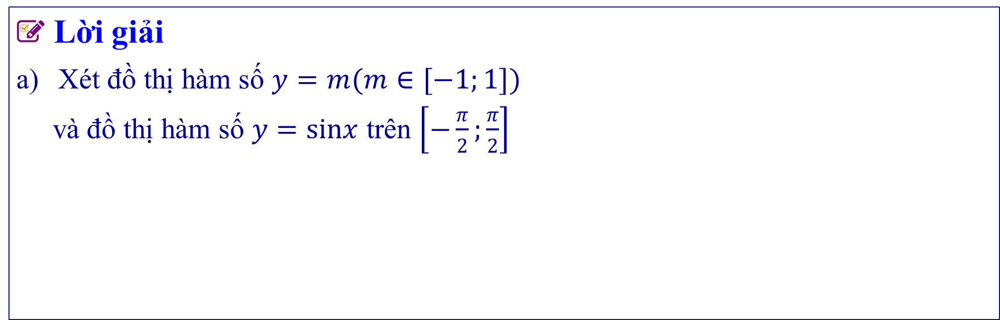 Lời giải
a) Xét đồ thị hàm số y = m(m ∈ [−1; 1])
và đồ thị hàm số y = sinx trên [−π/2; π/2]